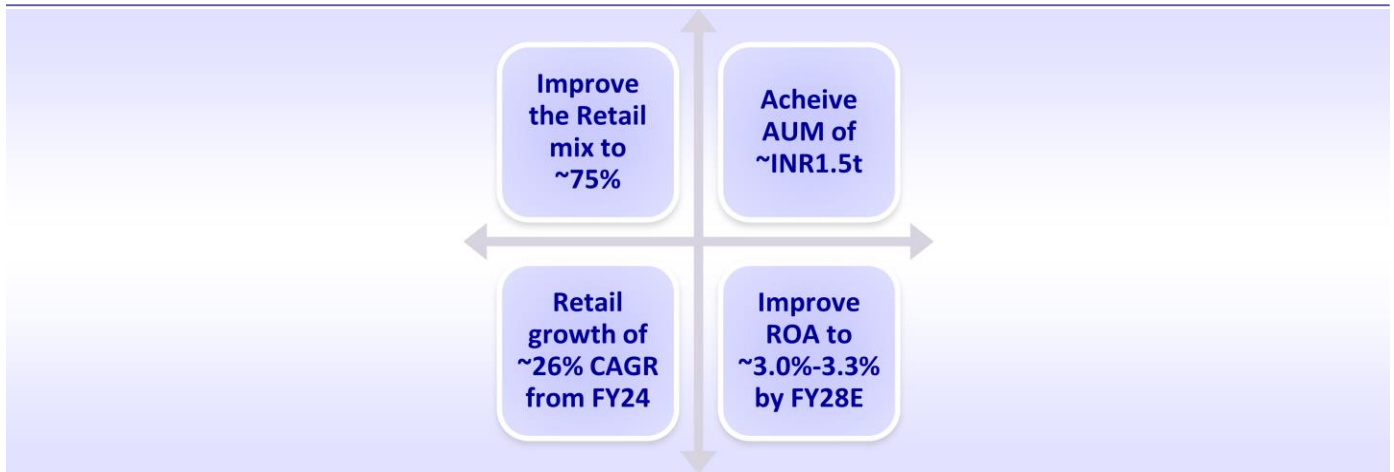 Improve
the Retail
mix to
~75%
Acheive
AUM of
~INR1.5t
Retail
growth of
~26% CAGR
from FY24
Improve
ROA to
~3.0%-3.3%
by FY28E